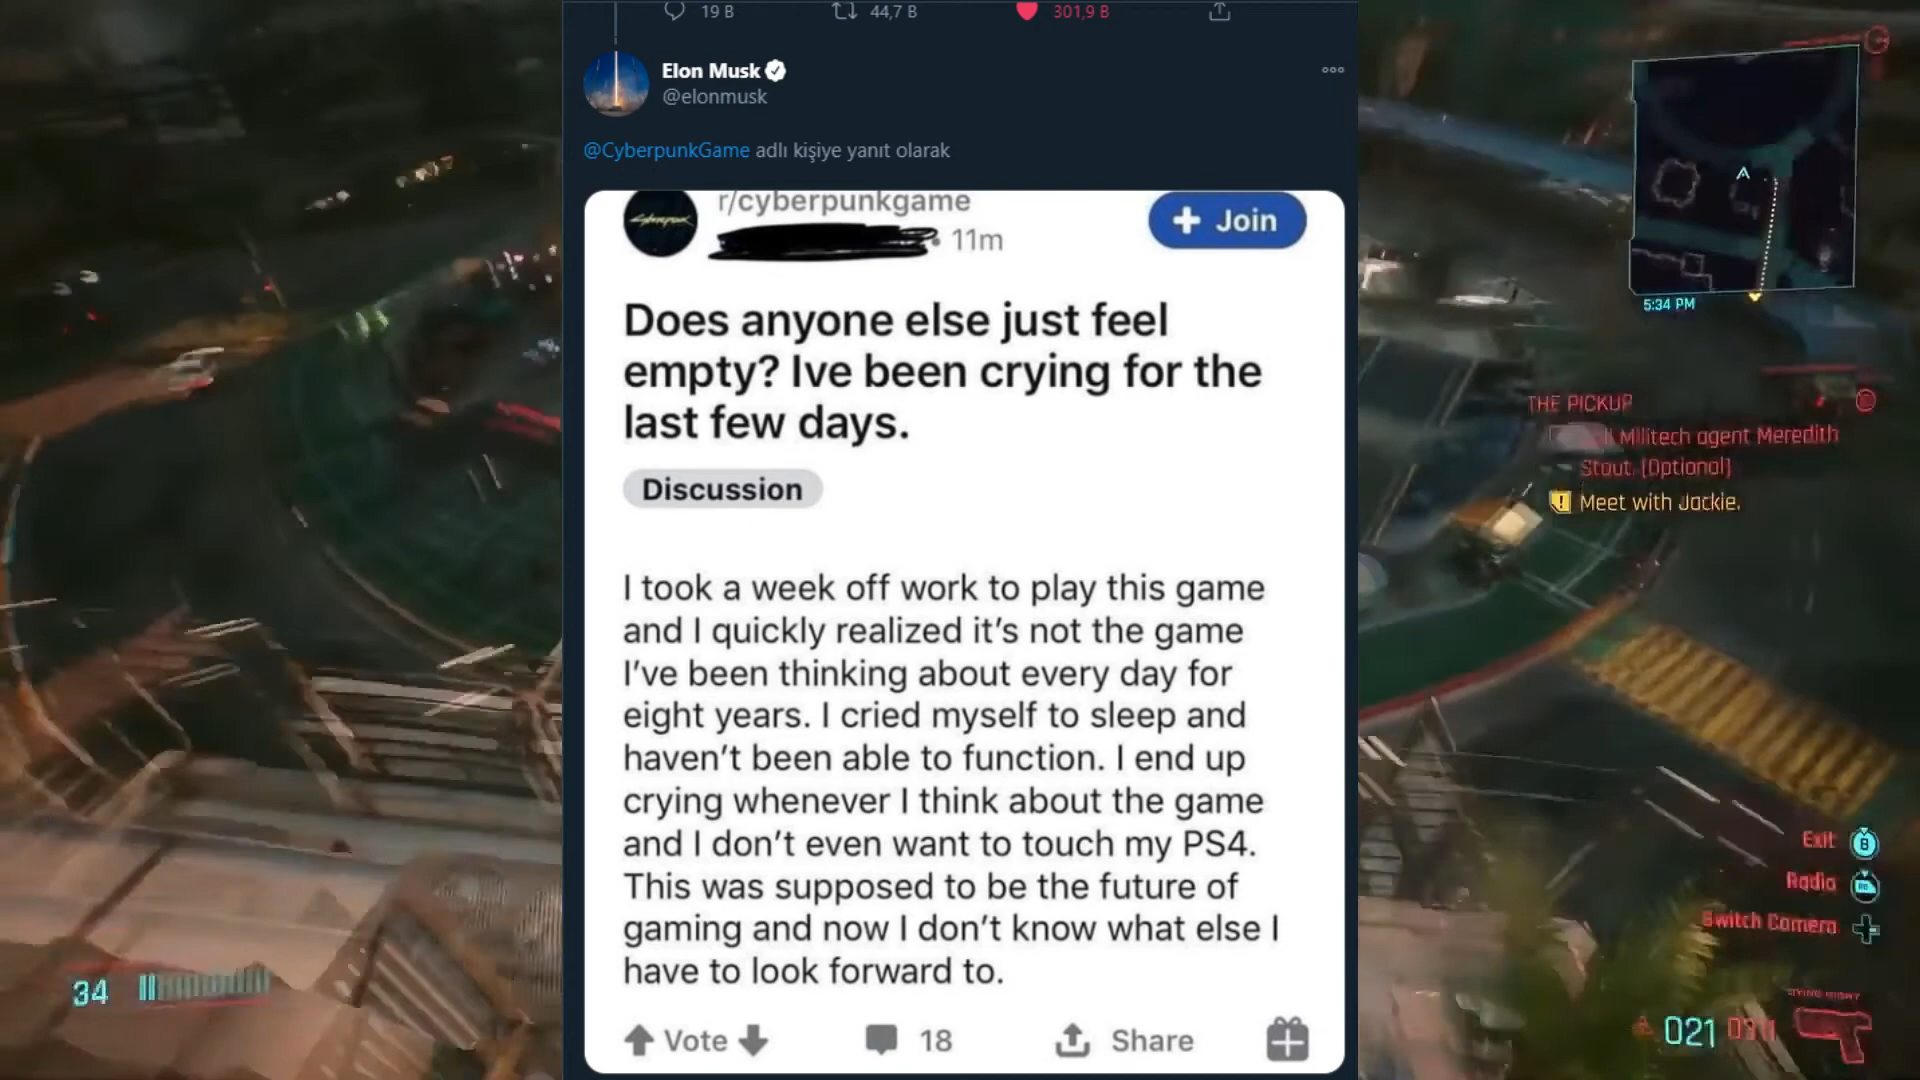 19 B 44,7 B 301,9 B
Elon Musk
@elonmusk
@CyberpunkGame adlı kişiye yanıt olarak
r/cyberpunkgame
11m
+ Join
Does anyone else just feel
empty? Ive been crying for the
last few days.
Discussion
I took a week off work to play this game
and I quickly realized it's not the game
I've been thinking about every day for
eight years. I cried myself to sleep and
haven't been able to function. I end up
crying whenever I think about the game
and I don't even want to touch my PS4.
This was supposed to be the future of
gaming and now I don't know what else I
have to look forward to.
Vote 18 Share
5:34 PM
THE PICKUP
Militech agent Meredith
Stout. [Optional]
Meet with Jackie.
Exit B
Radio
Switch Camera
34
021